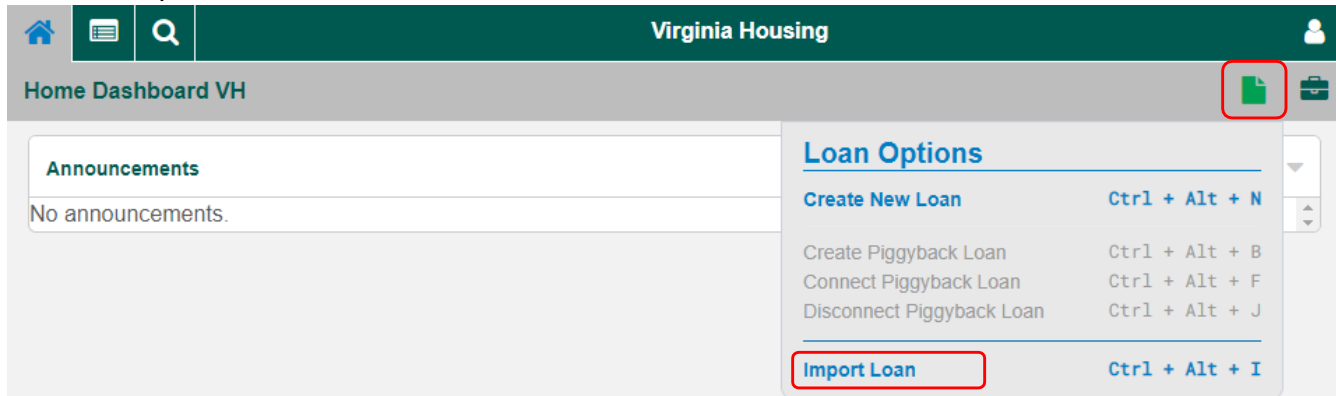 Virginia Housing
Home Dashboard VH
Announcements
No announcements.
Loan Options
Create New Loan Ctrl + Alt + N
Create Piggyback Loan Ctrl + Alt + B
Connect Piggyback Loan Ctrl + Alt + F
Disconnect Piggyback Loan Ctrl + Alt + J
Import Loan Ctrl + Alt + I